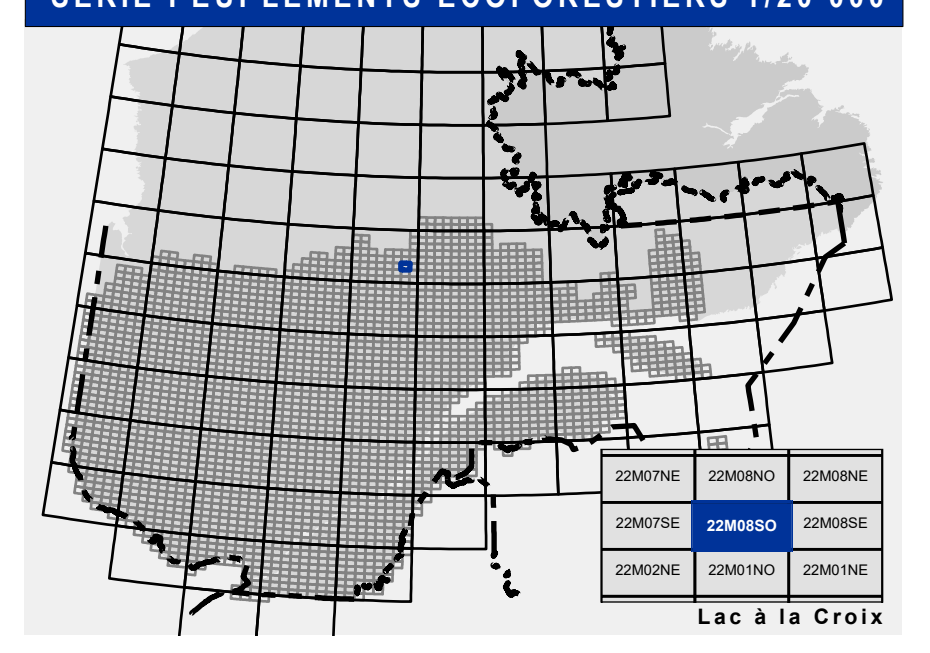 SÉRIE PEUPLEMENTS ÉCOFORESTIERS 1/20 000
22M07NE 22M08NO 22M08NE
22M07SE 22M08SO 22M08SE
22M02NE 22M01NO 22M01NE
Lac à la Croix